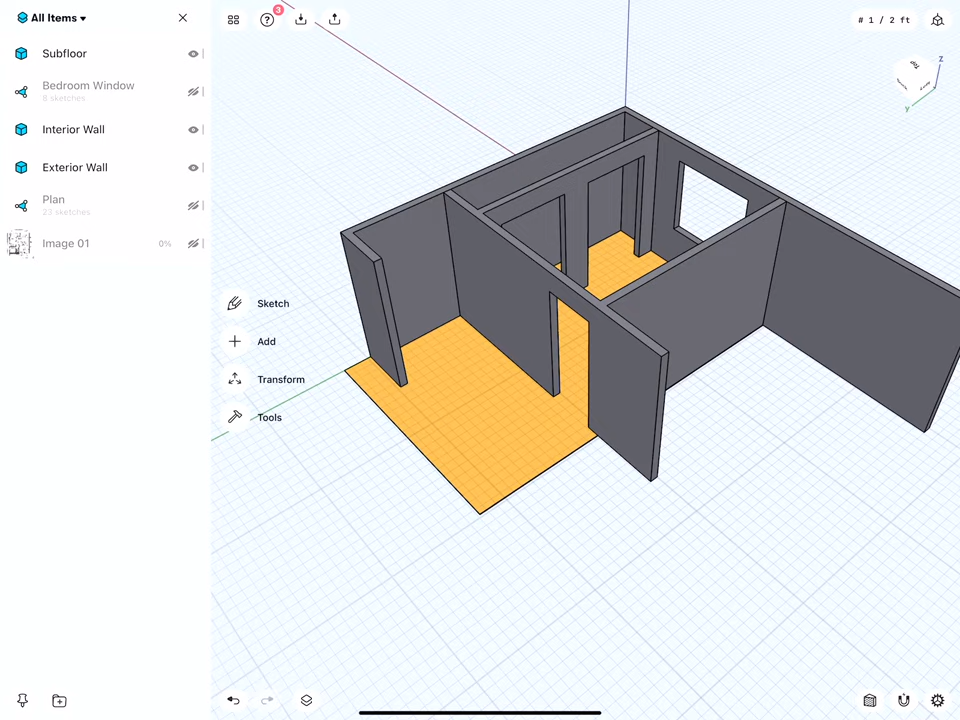 All Items
3
# 1 / 2 ft
Subfloor
Bedroom Window
8 sketches
Interior Wall
Exterior Wall
Plan
23 sketches
Image 01
0%
Sketch
Add
Transform
Tools
Top
Z
Y